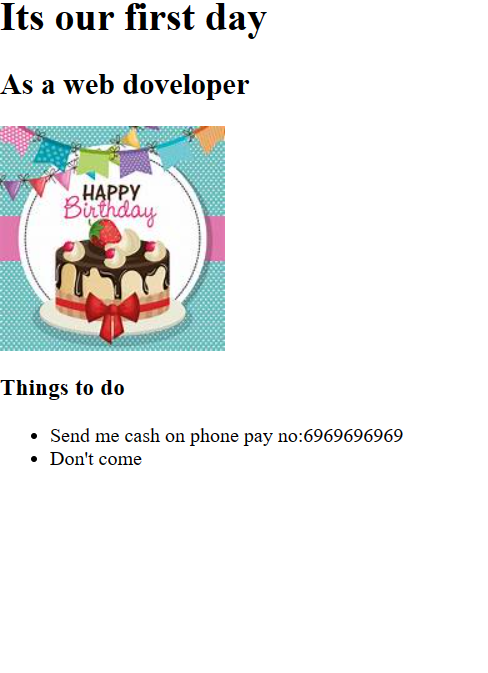 Its our first day
As a web doveloper
HAPPY
Birthday
Things to do
Send me cash on phone pay no:6969696969
Don't come